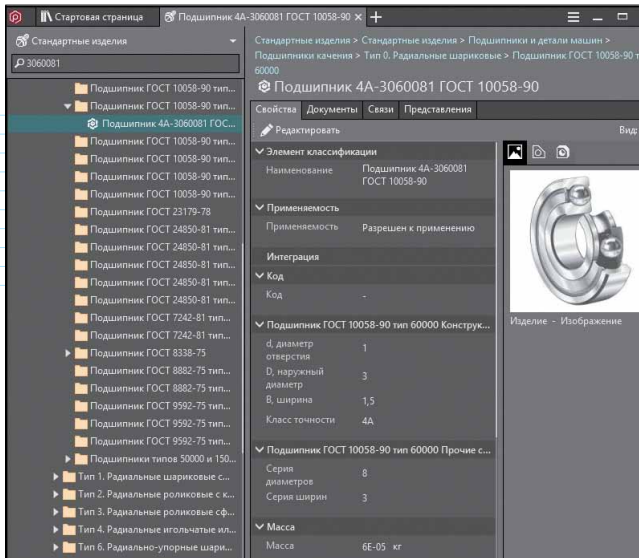 Стартовая страница
Подшипник 4А-3060081 ГОСТ 10058-90
Стандартные изделия
3060081
Подшипник ГОСТ 10058-90 тип...
Подшипник ГОСТ 10058-90 тип...
Подшипник 4А-3060081 ГОС...
Подшипник ГОСТ 10058-90 тип...
Подшипник ГОСТ 10058-90 тип...
Подшипник ГОСТ 10058-90 тип...
Подшипник ГОСТ 10058-90 тип...
Подшипник ГОСТ 23179-78
Подшипник ГОСТ 24850-81 тип...
Подшипник ГОСТ 24850-81 тип...
Подшипник ГОСТ 24850-81 тип...
Подшипник ГОСТ 24850-81 тип...
Подшипник ГОСТ 24850-81 тип...
Подшипник ГОСТ 7242-81 тип...
Подшипник ГОСТ 7242-81 тип...
Подшипник ГОСТ 8338-75
Подшипник ГОСТ 8882-75 тип...
Подшипник ГОСТ 8882-75 тип...
Подшипник ГОСТ 9592-75 тип...
Подшипник ГОСТ 9592-75 тип...
Подшипник ГОСТ 9592-75 тип...
Подшипники типов 50000 и 150...
Тип 1. Радиальные шариковые с...
Тип 2. Радиальные роликовые с к...
Тип 3. Радиальные роликовые сф...
Тип 4. Радиальные игольчатые ил...
Тип 6. Радиально-упорные шари...
Стандартные изделия > Стандартные изделия > Подшипники и детали машин >
Подшипники качения > Тип 0. Радиальные шариковые > Подшипник ГОСТ 10058-90 т
60000
Подшипник 4А-3060081 ГОСТ 10058-90
Свойства Документы Связи Представления
Редактировать
Вид:
Элемент классификации
Наименование Подшипник 4А-3060081
ГОСТ 10058-90
Применяемость
Применяемость Разрешен к применению
Интеграция
Код
Код -
Подшипник ГОСТ 10058-90 тип 60000 Конструк...
d, диаметр
отверстия 1
D, наружный
диаметр 3
B, ширина 1,5
Класс точности 4А
Подшипник ГОСТ 10058-90 тип 60000 Прочие с...
Серия
диаметров 8
Серия ширин 3
Масса
Масса 6E-05 кг
Изделие - Изображение